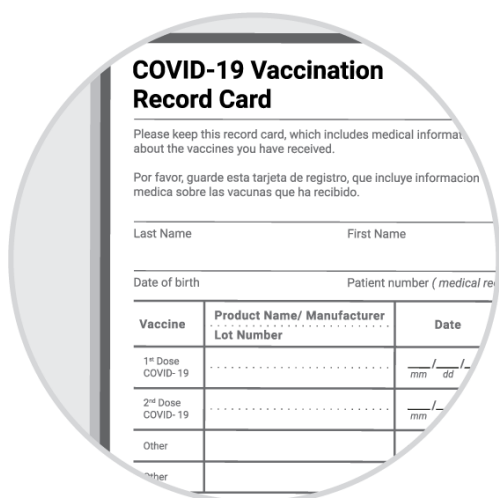 COVID-19 Vaccination
Record Card
Please keep this record card, which includes medical informat
about the vaccines you have received.
Por favor, guarde esta tarjeta de registro, que incluye informacion
medica sobre las vacunas que ha recibido.
Last Name First Name
Date of birth Patient number ( medical rec
Vaccine Product Name/ Manufacturer Date
Lot Number
1st Dose
COVID- 19
mm dd
2nd Dose
COVID- 19
mm
Other
Other